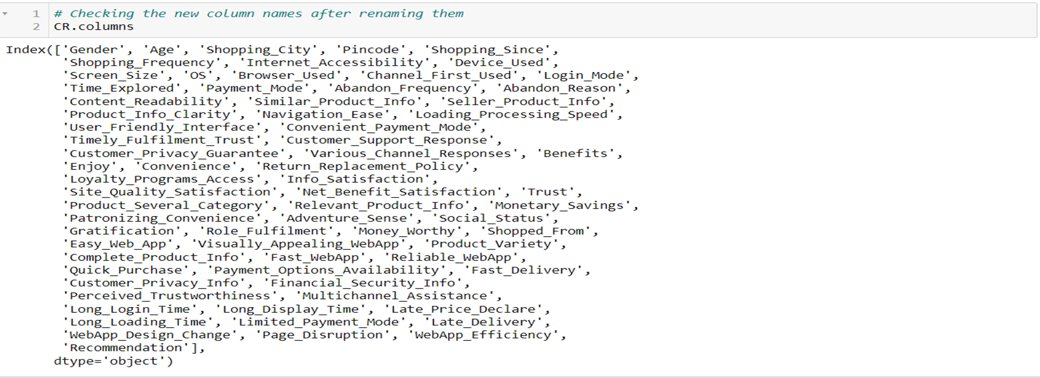 1 # Checking the new column names after renaming them
2 CR.columns
Index(['Gender', 'Age', 'Shopping_City', 'Pincode', 'Shopping_Since',
'Shopping_Frequency', 'Internet_Accessibility', 'Device_Used',
'Screen_Size', 'OS', 'Browser_Used', 'Channel_First_Used', 'Login_Mode',
'Time_Explored', 'Payment_Mode', 'Abandon_Frequency', 'Abandon_Reason',
'Content_Readability', 'Similar_Product_Info', 'Seller_Product_Info',
'Product_Info_Clarity', 'Navigation_Ease', 'Loading_Processing_Speed',
'User_Friendly_Interface', 'Convenient_Payment_Mode',
'Timely_Fulfilment_Trust', 'Customer_Support_Response',
'Customer_Privacy_Guarantee', 'Various_Channel_Responses', 'Benefits',
'Enjoy', 'Convenience', 'Return_Replacement_Policy',
'Loyalty_Programs_Access', 'Info_Satisfaction',
'Site_Quality_Satisfaction', 'Net_Benefit_Satisfaction', 'Trust',
'Product_Several_Category', 'Relevant_Product_Info', 'Monetary_Savings',
'Patronizing_Convenience', 'Adventure_Sense', 'Social_Status',
'Gratification', 'Role_Fulfilment', 'Money_Worthy', 'Shopped_From',
'Easy_Web_App', 'Visually_Appealing_WebApp', 'Product_Variety',
'Complete_Product_Info', 'Fast_WebApp', 'Reliable_WebApp',
'Quick_Purchase', 'Payment_Options_Availability', 'Fast_Delivery',
'Customer_Privacy_Info', 'Financial_Security_Info',
'Perceived_Trustworthiness', 'Multichannel_Assistance',
'Long_Login_Time', 'Long_Display_Time', 'Late_Price_Declare',
'Long_Loading_Time', 'Limited_Payment_Mode', 'Late_Delivery',
'WebApp_Design_Change', 'Page_Disruption', 'WebApp_Efficiency',
'Recommendation'],
dtype='object')